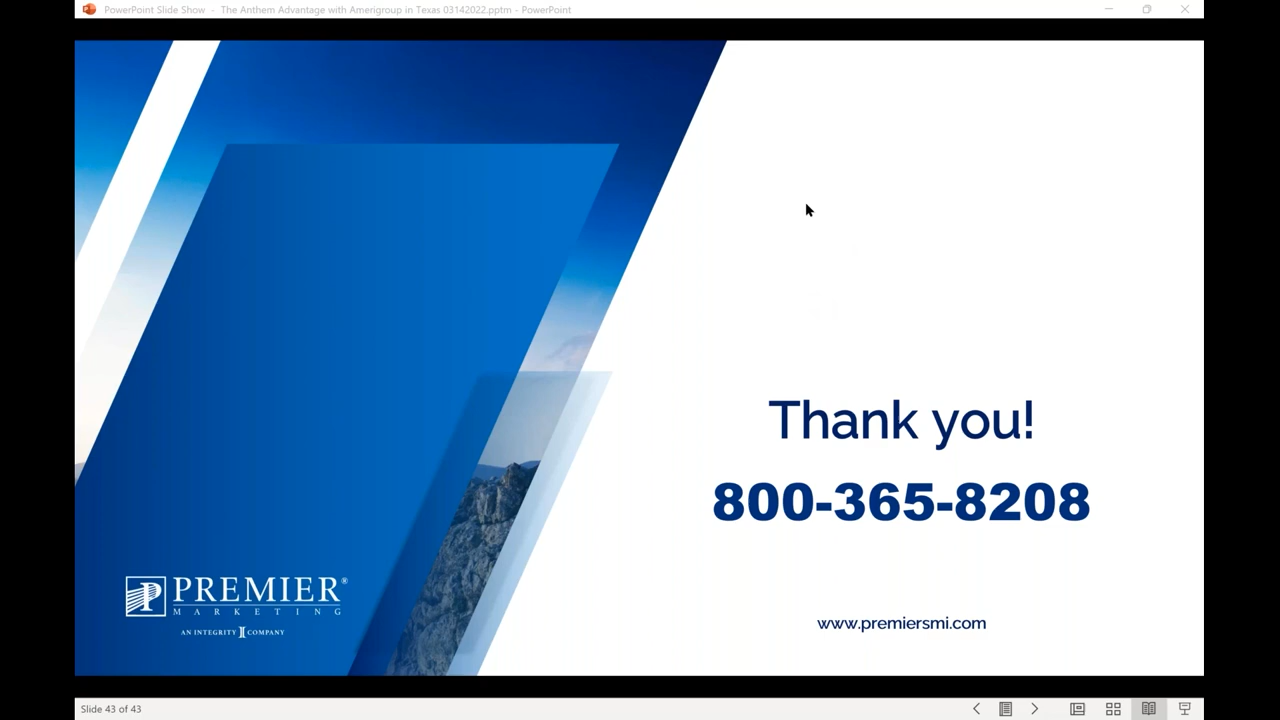 PowerPoint Slide Show - The Anthem Advantage with Amerigroup in Texas 03142022.pptm - PowerPoint
Thank you!
800-365-8208
P PREMIER®
MARKETING
AN INTEGRITY COMPANY
www.premiersmi.com
Slide 43 of 43